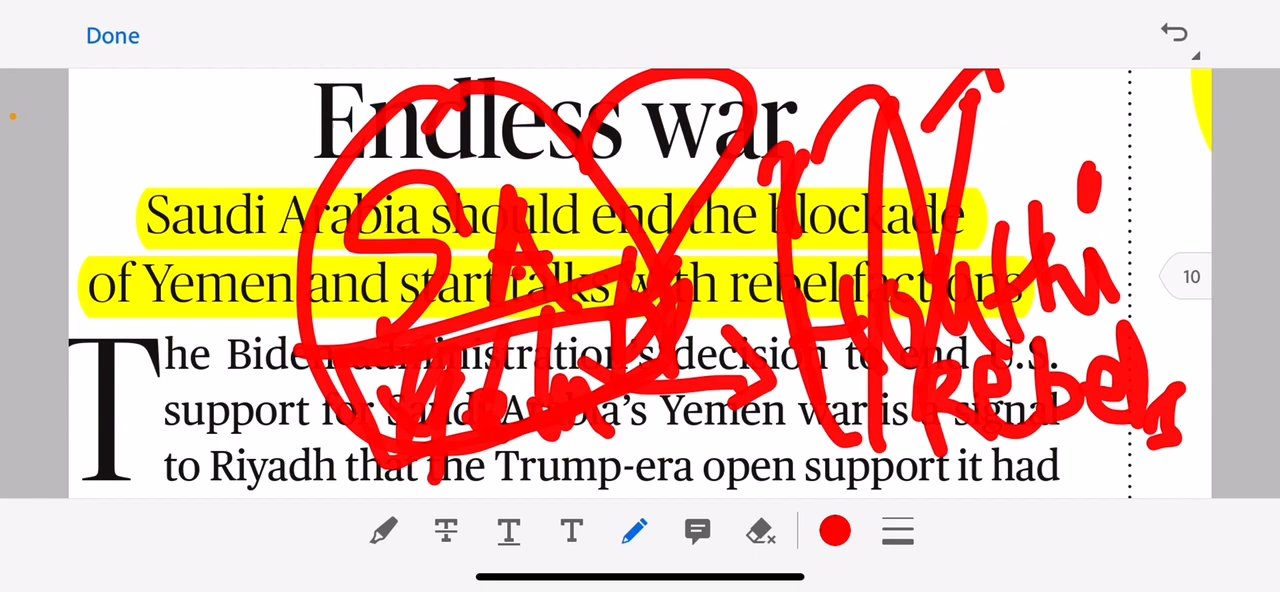 Done
Endless war
Saudi Arabia should end the blockade
of Yemen and start talks with rebel factions
The Biden administration's decision to end U.S.
support for Saudi Arabia's Yemen war is a signal
to Riyadh that the Trump-era open support it had
10
SA
Houthi
Rebels
T
T
T